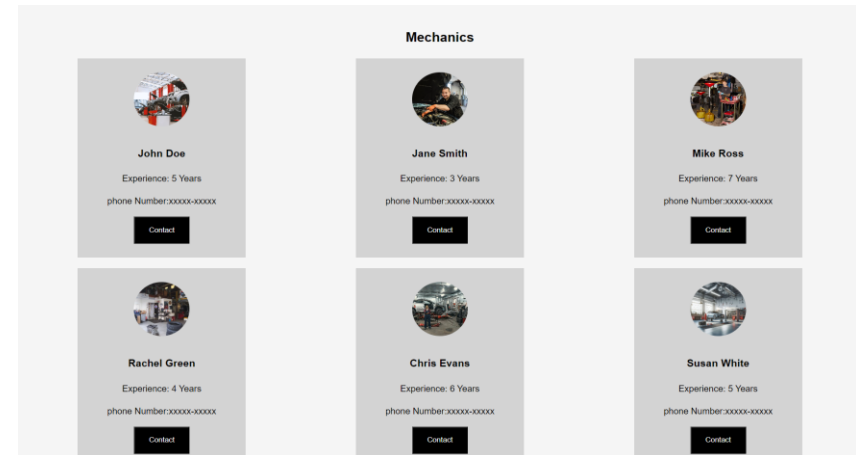 Mechanics
John Doe
Experience: 5 Years
phone Number:xxxxx-xxxxx
Contact
Jane Smith
Experience: 3 Years
phone Number:xxxxx-xxxxx
Contact
Mike Ross
Experience: 7 Years
phone Number:xxxxx-xxxxx
Contact
Rachel Green
Experience: 4 Years
phone Number:xxxxx-xxxxx
Contact
Chris Evans
Experience: 6 Years
phone Number:xxxxx-xxxxx
Contact
Susan White
Experience: 5 Years
phone Number:xxxxx-xxxxx
Contact